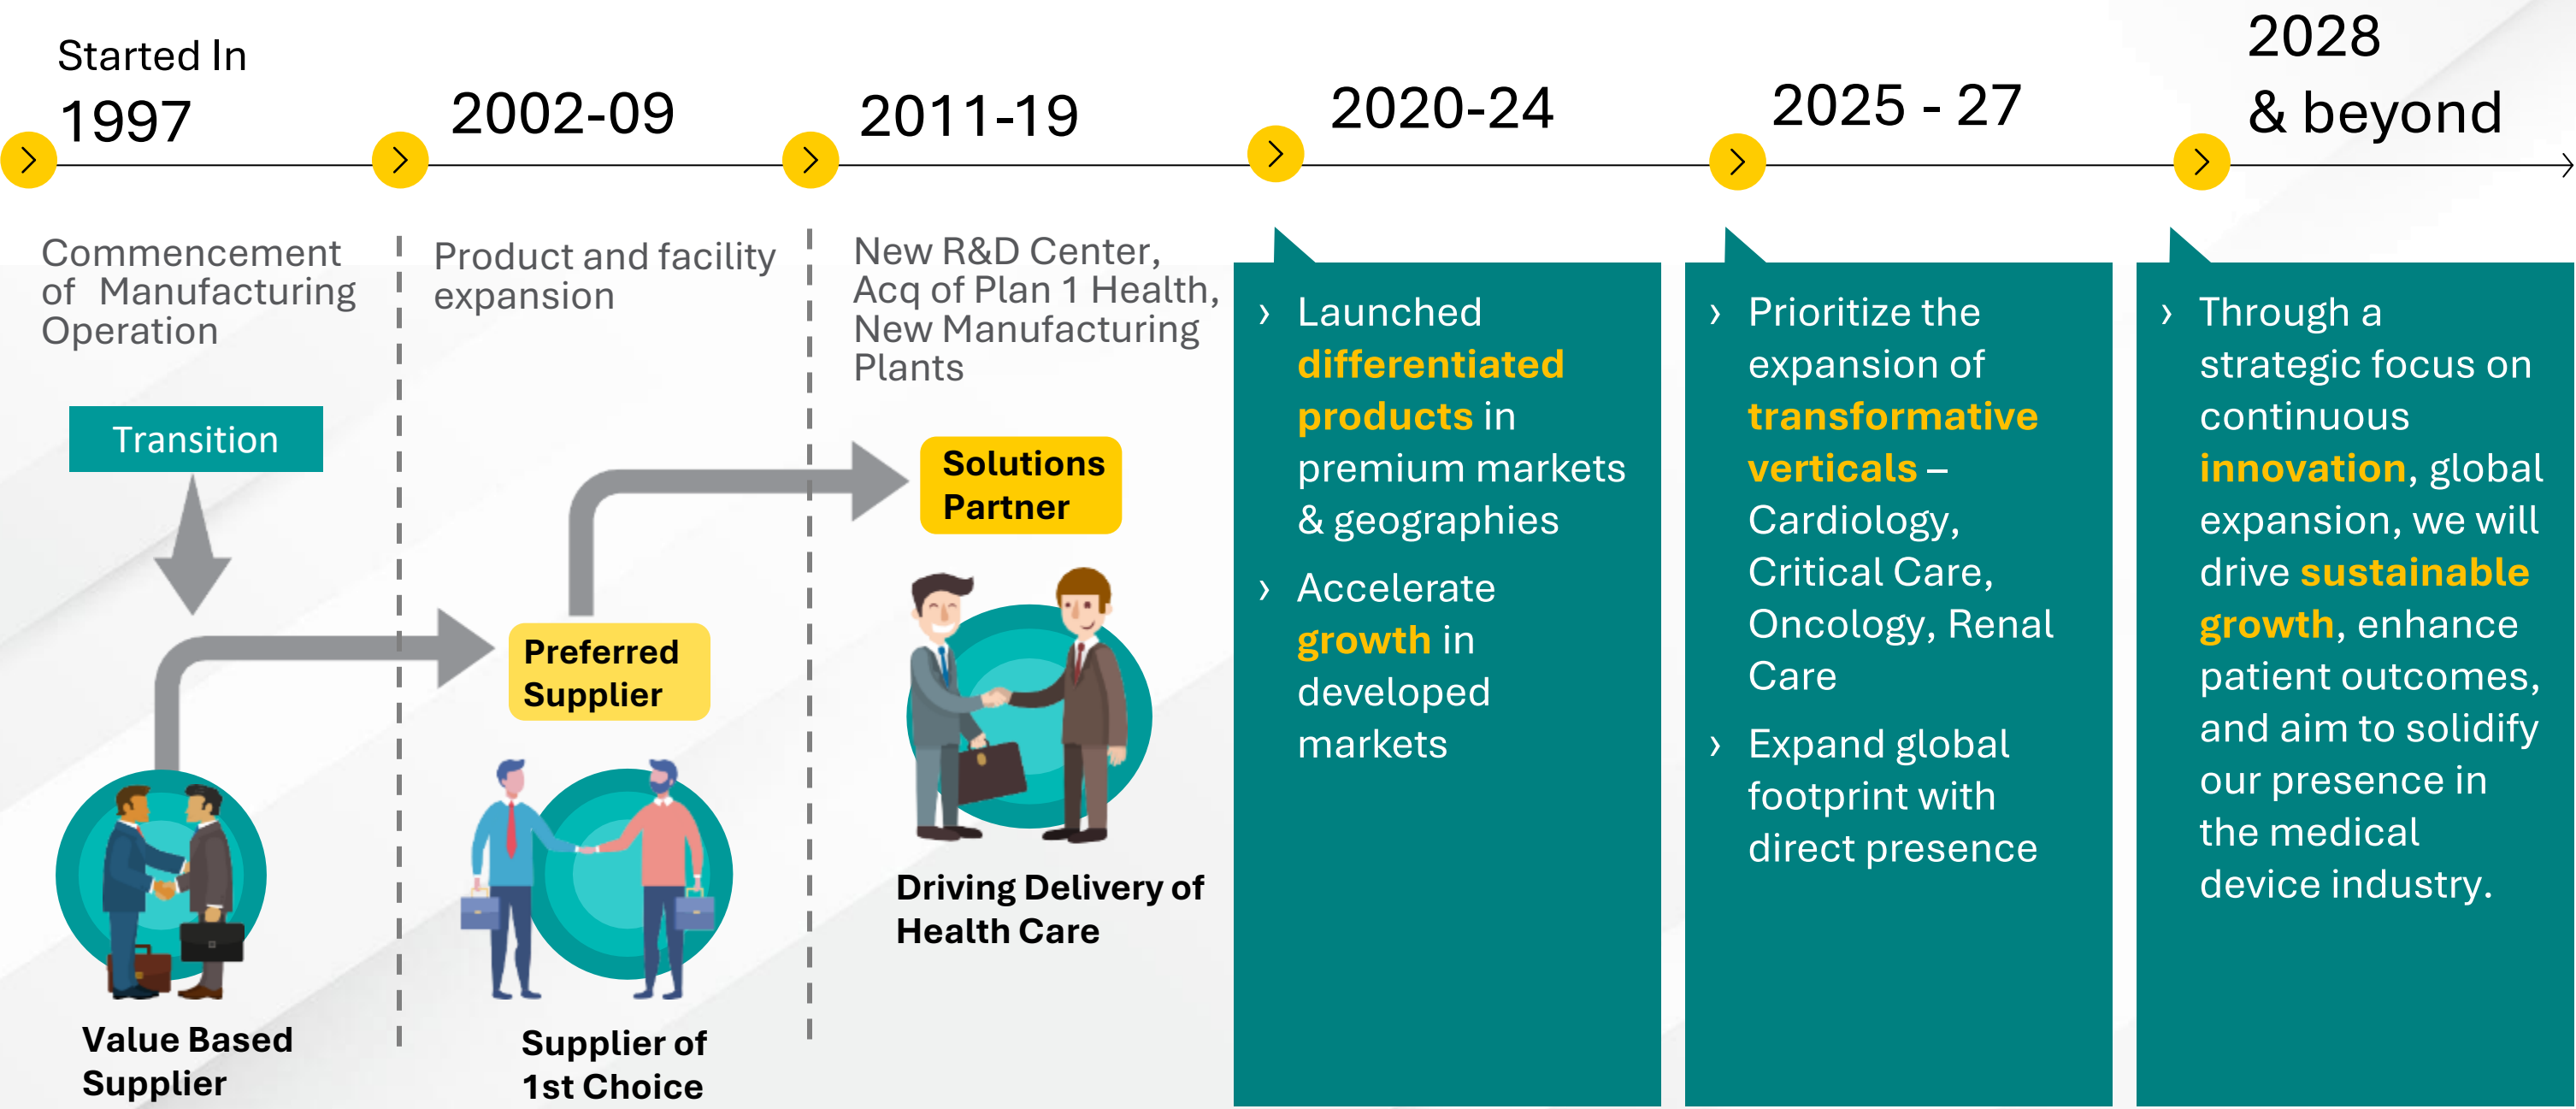 Started In
1997
2002-09
2011-19
2020-24
2025 - 27
2028
& beyond
Commencement
of Manufacturing
Operation
Transition
Value Based
Supplier
Product and facility
expansion
Preferred
Supplier
Supplier of
1st Choice
New R&D Center,
Acq of Plan 1 Health,
New Manufacturing
Plants
Solutions
Partner
Driving Delivery of
Health Care
› Launched
differentiated
products in
premium markets
& geographies
› Accelerate
growth in
developed
markets
› Prioritize the
expansion of
transformative
verticals –
Cardiology,
Critical Care,
Oncology, Renal
Care
› Expand global
footprint with
direct presence
› Through a
strategic focus on
continuous
innovation, global
expansion, we will
drive sustainable
growth, enhance
patient outcomes,
and aim to solidify
our presence in
the medical
device industry.